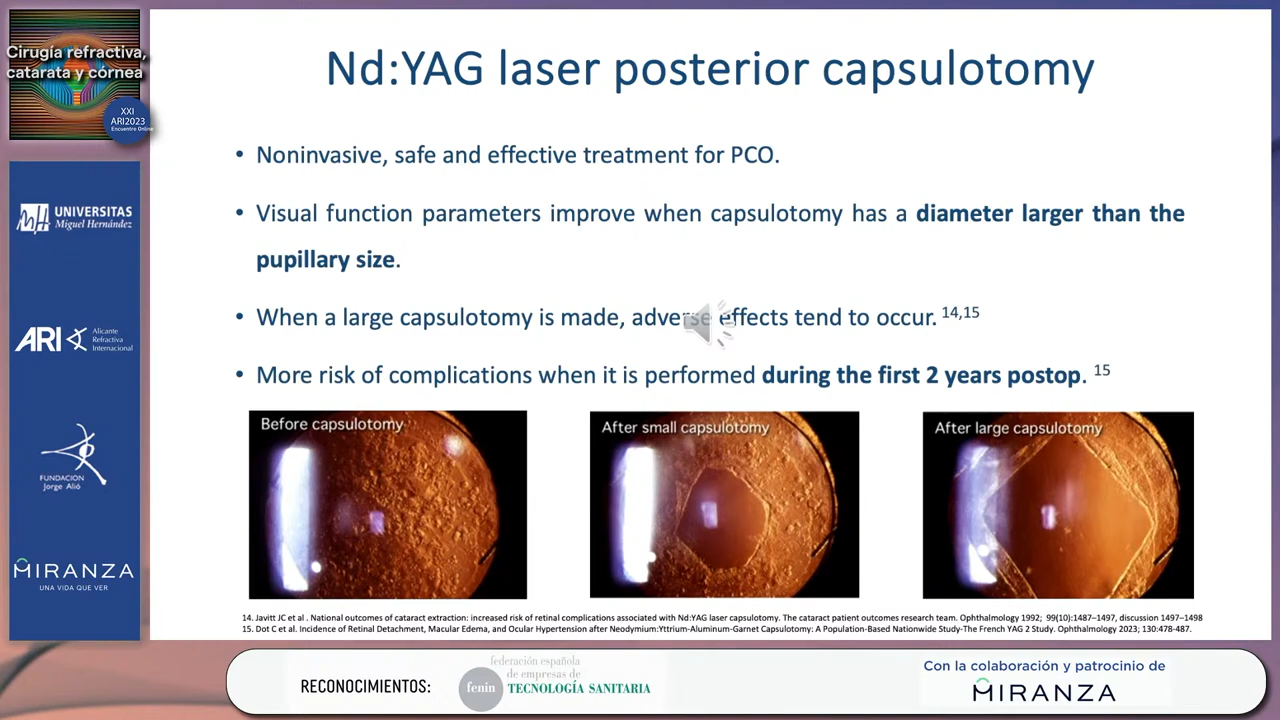 Cirugía refractiva,
catarata y córnea
XXI
ARI2023
Encuentro Online
UNIVERSITAS
Miguel Hernández
ARI
Alicante
Refractiva
Internacional
FUNDACIÓN
Jorge Alió
MIRANZA
UNA VIDA QUE VER
Nd:YAG laser posterior capsulotomy
• Noninvasive, safe and effective treatment for PCO.
• Visual function parameters improve when capsulotomy has a diameter larger than the
pupillary size.
• When a large capsulotomy is made, adverse effects tend to occur. 14,15
• More risk of complications when it is performed during the first 2 years postop. 15
Before capsulotomy
After small capsulotomy
After large capsulotomy
14. Javitt JC et al . National outcomes of cataract extraction: increased risk of retinal complications associated with Nd:YAG laser capsulotomy. The cataract patient outcomes research team. Ophthalmology 1992; 99(10):1487–1497, discussion 1497–1498
15. Dot C et al. Incidence of Retinal Detachment, Macular Edema, and Ocular Hypertension after Neodymium:Yttrium-Aluminum-Garnet Capsulotomy: A Population-Based Nationwide Study-The French YAG 2 Study. Ophthalmology 2023; 130:478-487.
RECONOCIMIENTOS:
fenin
federación española
de empresas de
TECNOLOGÍA SANITARIA
Con la colaboración y patrocinio de
MIRANZA